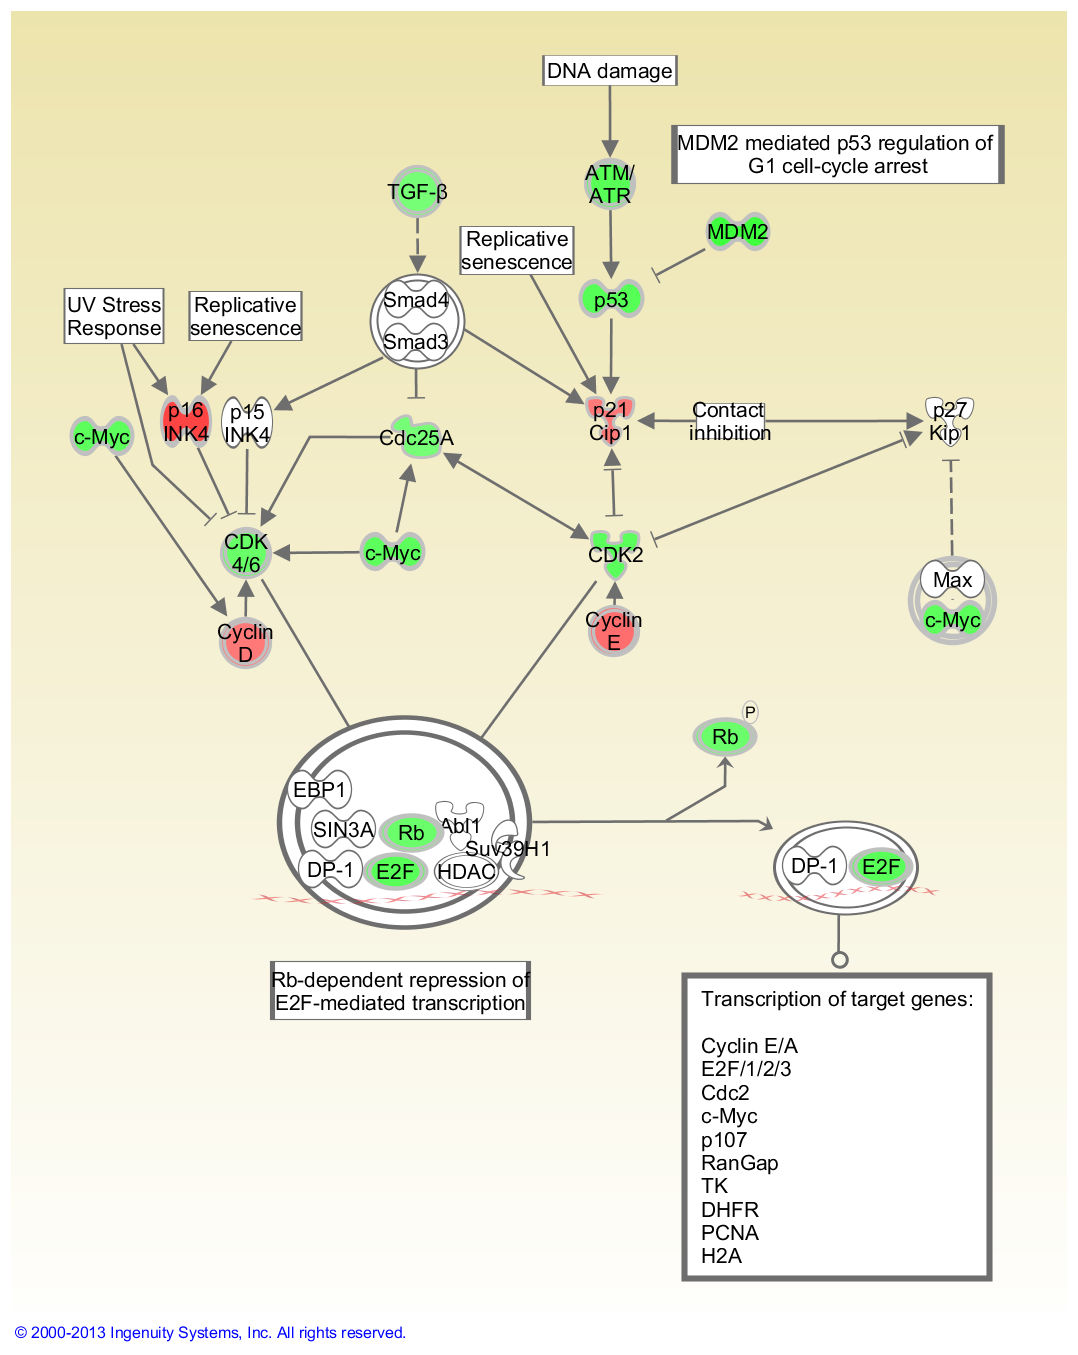 DNA damage
MDM2 mediated p53 regulation of
G1 cell-cycle arrest
ATM/
ATR
TGF-β
MDM2
Replicative
senescence
p53
UV Stress
Response
Replicative
senescence
Smad4
Smad3
p16
INK4
p15
INK4
c-Myc
Cdc25A
p21
Cip1
Contact
inhibition
p27
Kip1
CDK
4/6
c-Myc
CDK2
Max
c-Myc
Cyclin
D
Cyclin
E
P
Rb
EBP1
SIN3A
Rb
Abl1
Suv39H1
DP-1
E2F
HDAC
DP-1
E2F
Rb-dependent repression of
E2F-mediated transcription
Transcription of target genes:
Cyclin E/A
E2F/1/2/3
Cdc2
c-Myc
p107
RanGap
TK
DHFR
PCNA
H2A
© 2000-2013 Ingenuity Systems, Inc. All rights reserved.